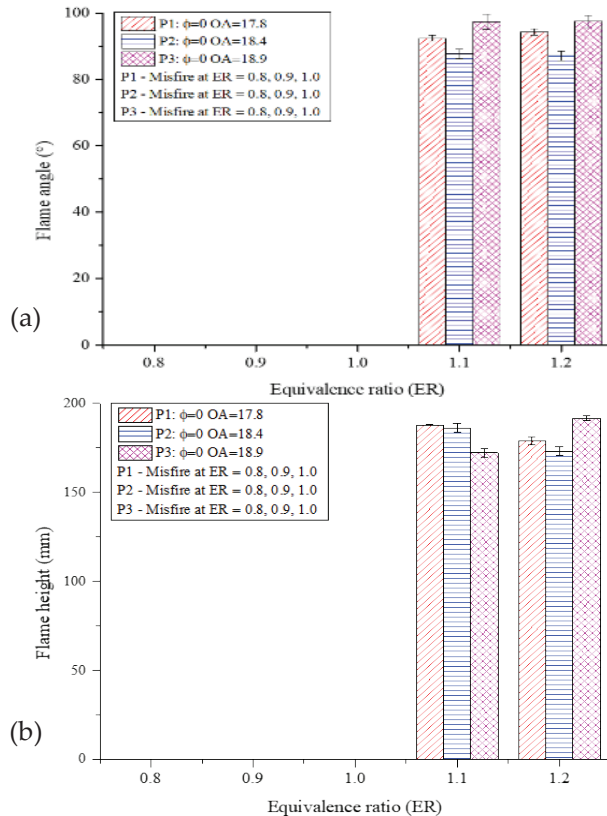 100
P1: ϕ=0 OA=17.8
P2: ϕ=0 OA=18.4
P3: ϕ=0 OA=18.9
P1 - Misfire at ER = 0.8, 0.9, 1.0
P2 - Misfire at ER = 0.8, 0.9, 1.0
P3 - Misfire at ER = 0.8, 0.9, 1.0
80
60
40
20
0
Flame angle (°)
(a)
0.8 0.9 1.0 1.1 1.2
Equivalence ratio (ER)
200
P1: ϕ=0 OA=17.8
P2: ϕ=0 OA=18.4
P3: ϕ=0 OA=18.9
P1 - Misfire at ER = 0.8, 0.9, 1.0
P2 - Misfire at ER = 0.8, 0.9, 1.0
P3 - Misfire at ER = 0.8, 0.9, 1.0
150
100
50
0
Flame height (mm)
(b)
0.8 0.9 1.0 1.1 1.2
Equivalence ratio (ER)